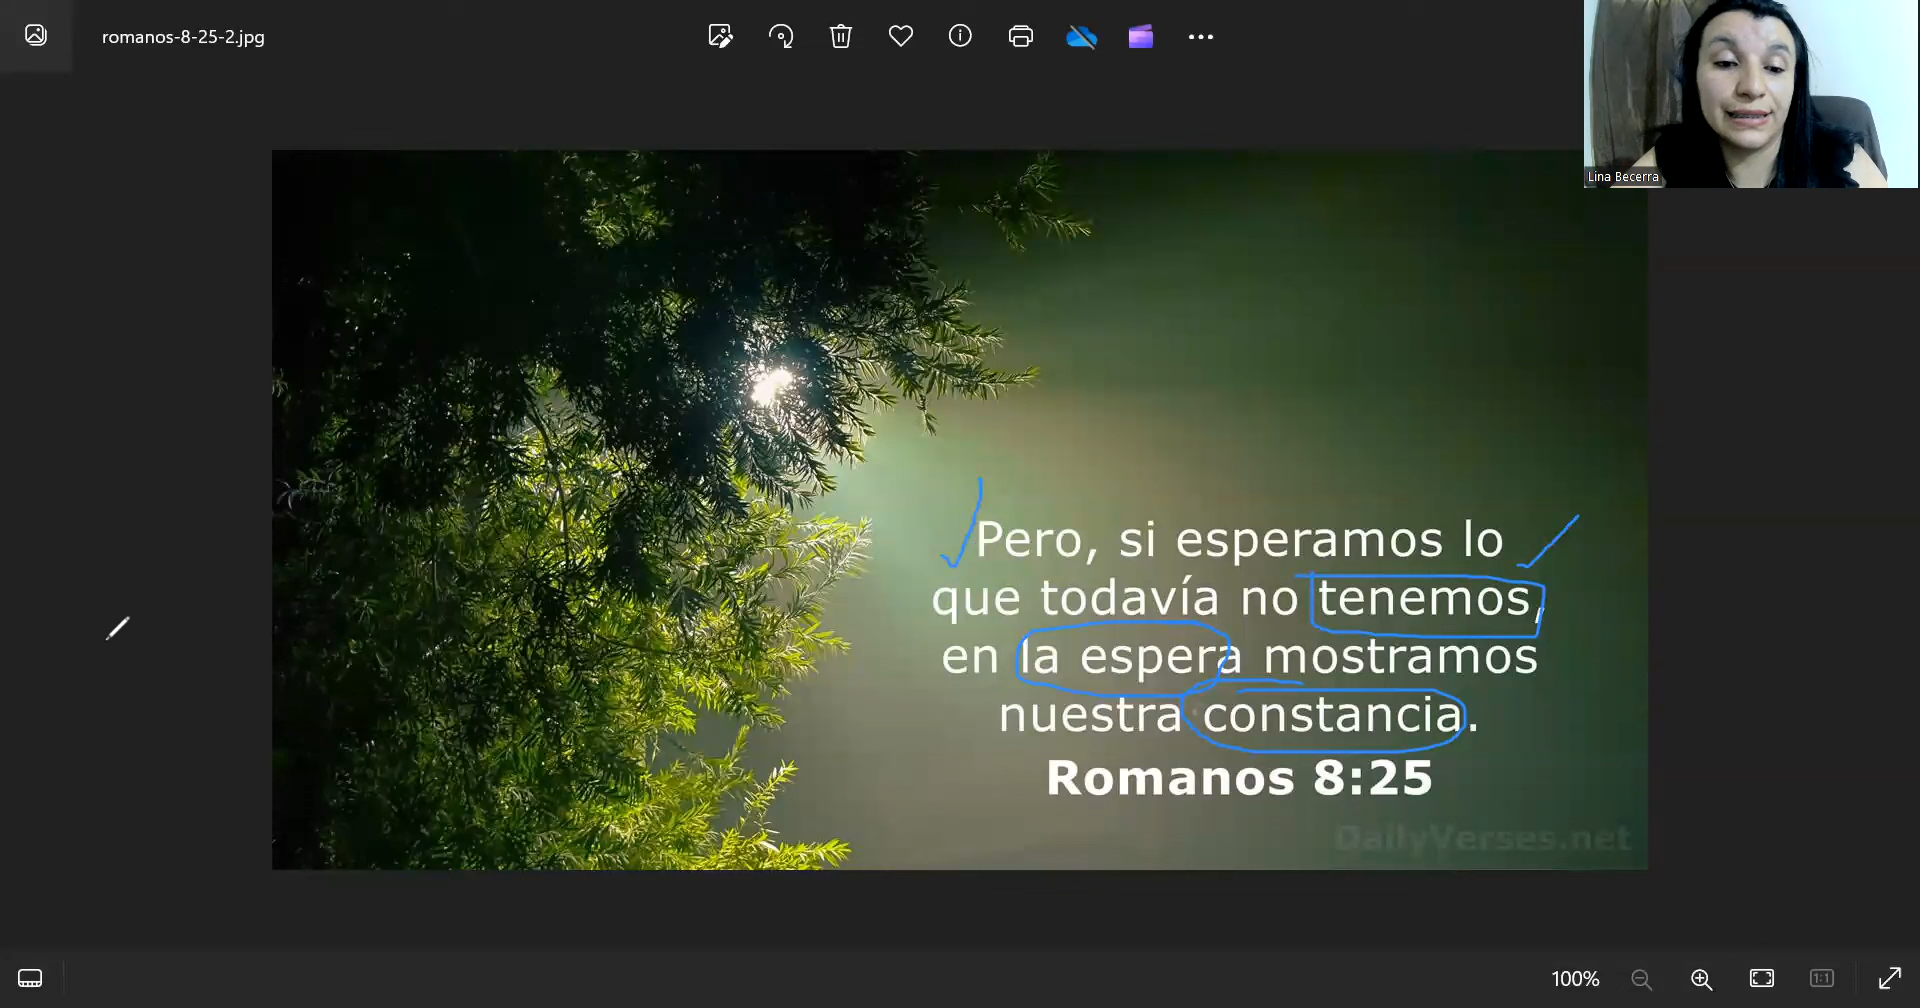 romanos-8-25-2.jpg
Lina Becerra
Pero, si esperamos lo
que todavía no tenemos,
en la espera mostramos
nuestra constancia.
Romanos 8:25
DailyVerses.net
100%
1:1